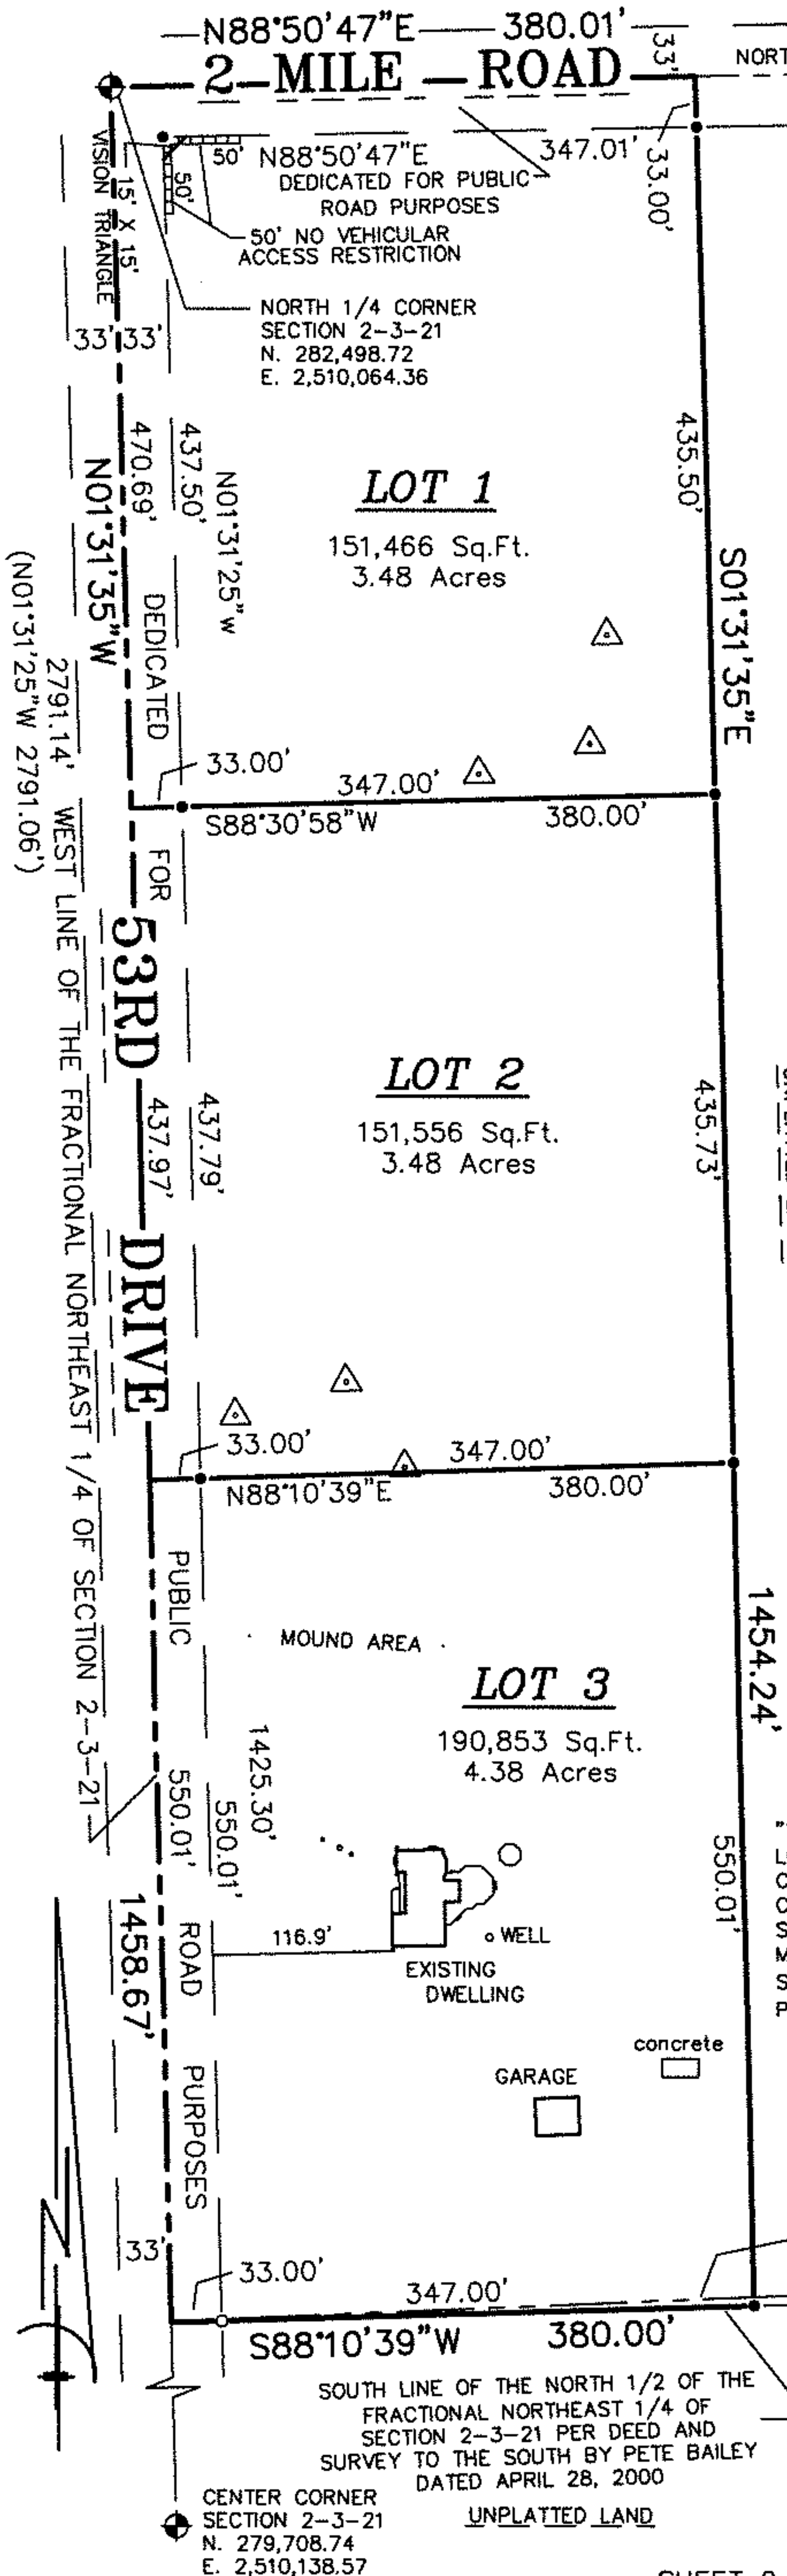 N88°50'47"E 380.01'
2-MILE ROAD
33'
NORT
50' N88°50'47"E 347.01'
33.00'
50'
DEDICATED FOR PUBLIC
ROAD PURPOSES
50' NO VEHICULAR
ACCESS RESTRICTION
VISION TRIANGLE
15' X 15'
NORTH 1/4 CORNER
SECTION 2-3-21
N. 282,498.72
E. 2,510,064.36
33' 33'
470.69'
437.50'
N01°31'25"W
N01°31'35"W
435.50'
LOT 1
151,466 Sq.Ft.
3.48 Acres
S01°31'35"E
2791.14' WEST LINE OF THE FRACTIONAL NORTHEAST 1/4 OF SECTION 2-3-21
(N01°31'25"W 2791.06')
DEDICATED FOR PUBLIC ROAD PURPOSES
33.00'
347.00'
S88°30'58"W 380.00'
53RD DRIVE
LOT 2
151,556 Sq.Ft.
3.48 Acres
437.97'
437.79'
435.73'
33.00'
347.00'
N88°10'39"E 380.00'
MOUND AREA
LOT 3
190,853 Sq.Ft.
4.38 Acres
1454.24'
1425.30'
550.01'
550.01'
550.01'
1458.67'
116.9'
WELL
EXISTING
DWELLING
concrete
GARAGE
N
33'
33.00'
347.00'
S88°10'39"W 380.00'
SOUTH LINE OF THE NORTH 1/2 OF THE
FRACTIONAL NORTHEAST 1/4 OF
SECTION 2-3-21 PER DEED AND
SURVEY TO THE SOUTH BY PETE BAILEY
DATED APRIL 28, 2000
CENTER CORNER
SECTION 2-3-21
N. 279,708.74
E. 2,510,138.57
UNPLATTED LAND